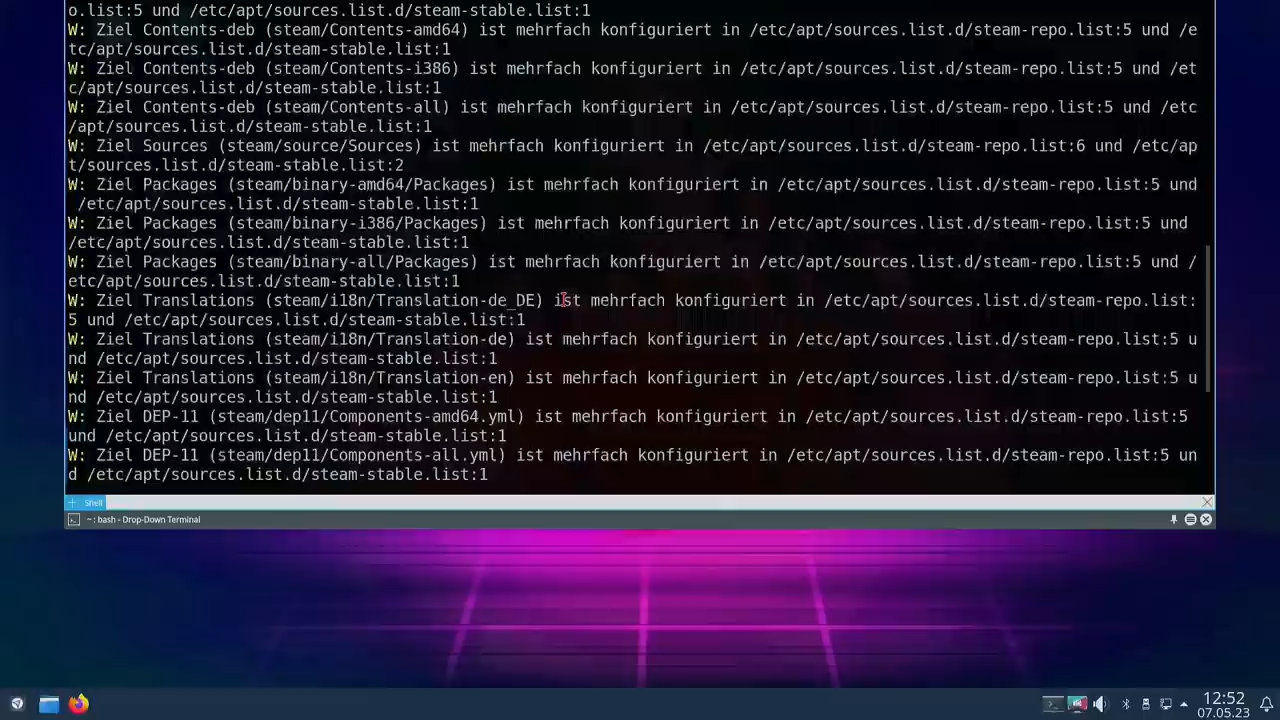 o.list:5 und /etc/apt/sources.list.d/steam-stable.list:1
W: Ziel Contents-deb (steam/Contents-amd64) ist mehrfach konfiguriert in /etc/apt/sources.list.d/steam-repo.list:5 und /e
tc/apt/sources.list.d/steam-stable.list:1
W: Ziel Contents-deb (steam/Contents-i386) ist mehrfach konfiguriert in /etc/apt/sources.list.d/steam-repo.list:5 und /et
c/apt/sources.list.d/steam-stable.list:1
W: Ziel Contents-deb (steam/Contents-all) ist mehrfach konfiguriert in /etc/apt/sources.list.d/steam-repo.list:5 und /etc
/apt/sources.list.d/steam-stable.list:1
W: Ziel Sources (steam/source/Sources) ist mehrfach konfiguriert in /etc/apt/sources.list.d/steam-repo.list:6 und /etc/ap
t/sources.list.d/steam-stable.list:2
W: Ziel Packages (steam/binary-amd64/Packages) ist mehrfach konfiguriert in /etc/apt/sources.list.d/steam-repo.list:5 und
/etc/apt/sources.list.d/steam-stable.list:1
W: Ziel Packages (steam/binary-i386/Packages) ist mehrfach konfiguriert in /etc/apt/sources.list.d/steam-repo.list:5 und
/etc/apt/sources.list.d/steam-stable.list:1
W: Ziel Packages (steam/binary-all/Packages) ist mehrfach konfiguriert in /etc/apt/sources.list.d/steam-repo.list:5 und /
etc/apt/sources.list.d/steam-stable.list:1
W: Ziel Translations (steam/i18n/Translation-de_DE) ist mehrfach konfiguriert in /etc/apt/sources.list.d/steam-repo.list:
5 und /etc/apt/sources.list.d/steam-stable.list:1
W: Ziel Translations (steam/i18n/Translation-de) ist mehrfach konfiguriert in /etc/apt/sources.list.d/steam-repo.list:5 u
nd /etc/apt/sources.list.d/steam-stable.list:1
W: Ziel Translations (steam/i18n/Translation-en) ist mehrfach konfiguriert in /etc/apt/sources.list.d/steam-repo.list:5 u
nd /etc/apt/sources.list.d/steam-stable.list:1
W: Ziel DEP-11 (steam/dep11/Components-amd64.yml) ist mehrfach konfiguriert in /etc/apt/sources.list.d/steam-repo.list:5
und /etc/apt/sources.list.d/steam-stable.list:1
W: Ziel DEP-11 (steam/dep11/Components-all.yml) ist mehrfach konfiguriert in /etc/apt/sources.list.d/steam-repo.list:5 un
d /etc/apt/sources.list.d/steam-stable.list:1
Shell
~ : bash - Drop-Down Terminal
12:52
07.05.23